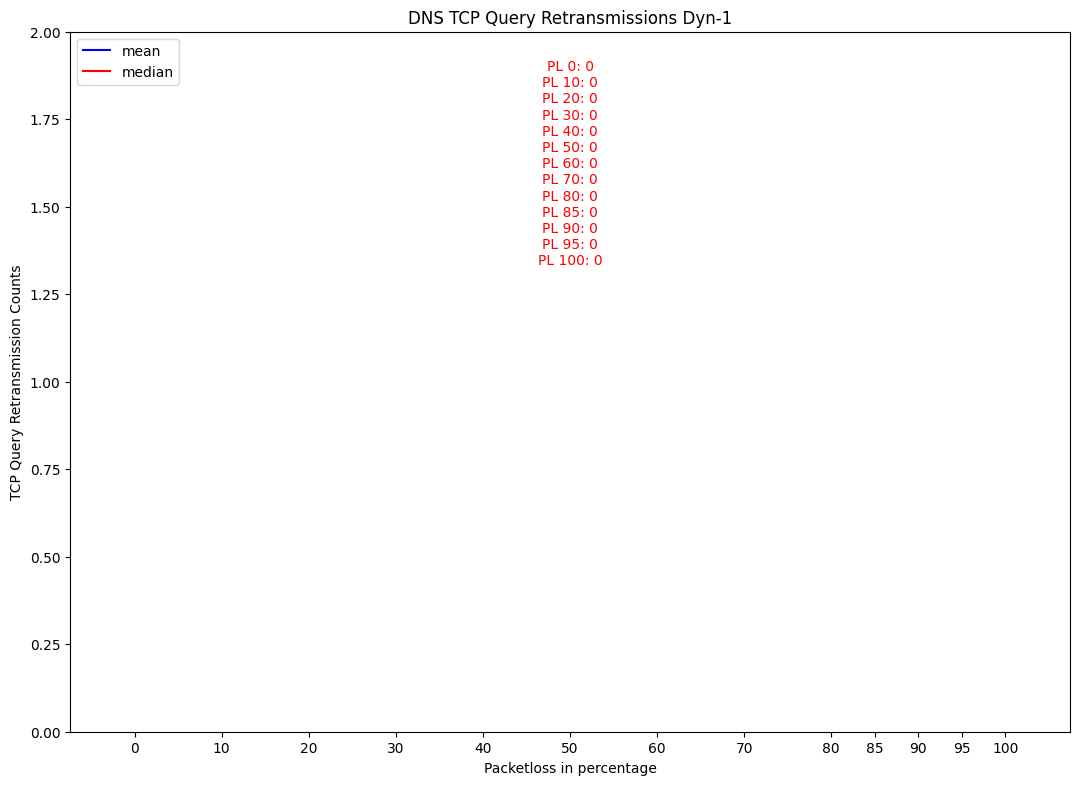 DNS TCP Query Retransmissions Dyn-1
mean
median
PL 0: 0
PL 10: 0
PL 20: 0
PL 30: 0
PL 40: 0
PL 50: 0
PL 60: 0
PL 70: 0
PL 80: 0
PL 85: 0
PL 90: 0
PL 95: 0
PL 100: 0
TCP Query Retransmission Counts
2.00
1.75
1.50
1.25
1.00
0.75
0.50
0.25
0.00
0 10 20 30 40 50 60 70 80 85 90 95 100
Packetloss in percentage